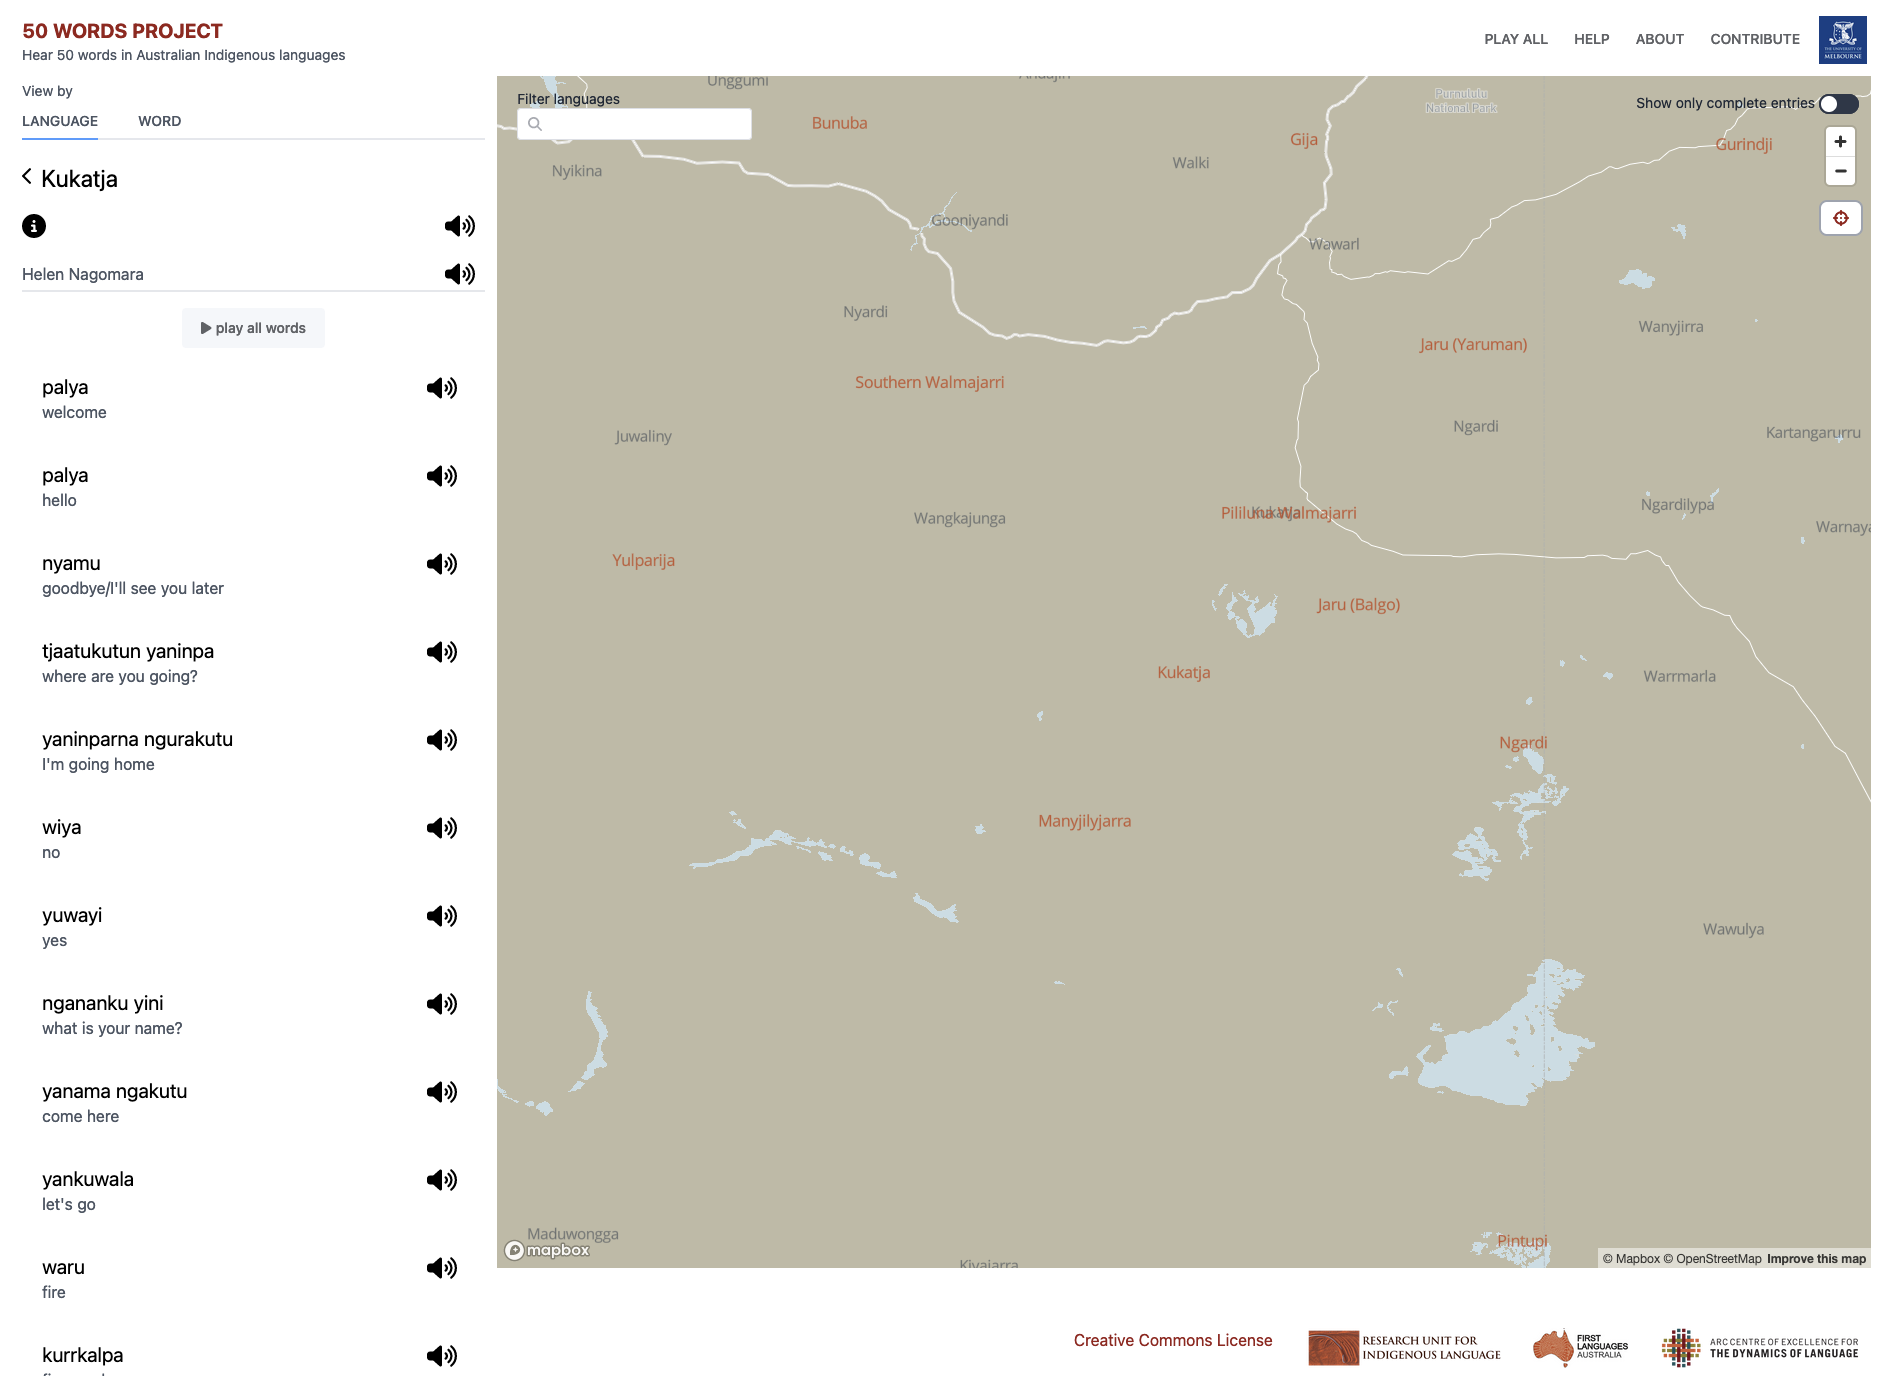 50 WORDS PROJECT
Hear 50 words in Australian Indigenous languages
PLAY ALL
HELP
ABOUT
CONTRIBUTE
THE UNIVERSITY OF
MELBOURNE
View by
LANGUAGE
WORD
Kukatja
Helen Nagomara
play all words
palya
welcome
palya
hello
nyamu
goodbye/I'll see you later
tjaatukutun yaninpa
where are you going?
yaninparna ngurakutu
I'm going home
wiya
no
yuwayi
yes
ngananku yini
what is your name?
yanama ngakutu
come here
yankuwala
let's go
waru
fire
kurrkalpa
Filter languages
Show only complete entries
Unggumi
Purnululu
National Park
Bunuba
Gija
Gurindji
Walki
Nyikina
Gooniyandi
Wawarl
Nyardi
Wanyjirra
Jaru (Yaruman)
Southern Walmajarri
Ngardi
Kartangarurru
Juwaliny
Ngardilypa
Pililuna Walmajarri
Kukatja
Wangkajunga
Yulparija
Jaru (Balgo)
Kukatja
Warrmarla
Ngardi
Manyjilyjarra
Wawulya
Maduwongga
Pintupi
Kiyajarra
mapbox
© Mapbox © OpenStreetMap Improve this map
Creative Commons License
RESEARCH UNIT FOR
INDIGENOUS LANGUAGE
FIRST
LANGUAGES
AUSTRALIA
ARC CENTRE OF EXCELLENCE FOR
THE DYNAMICS OF LANGUAGE